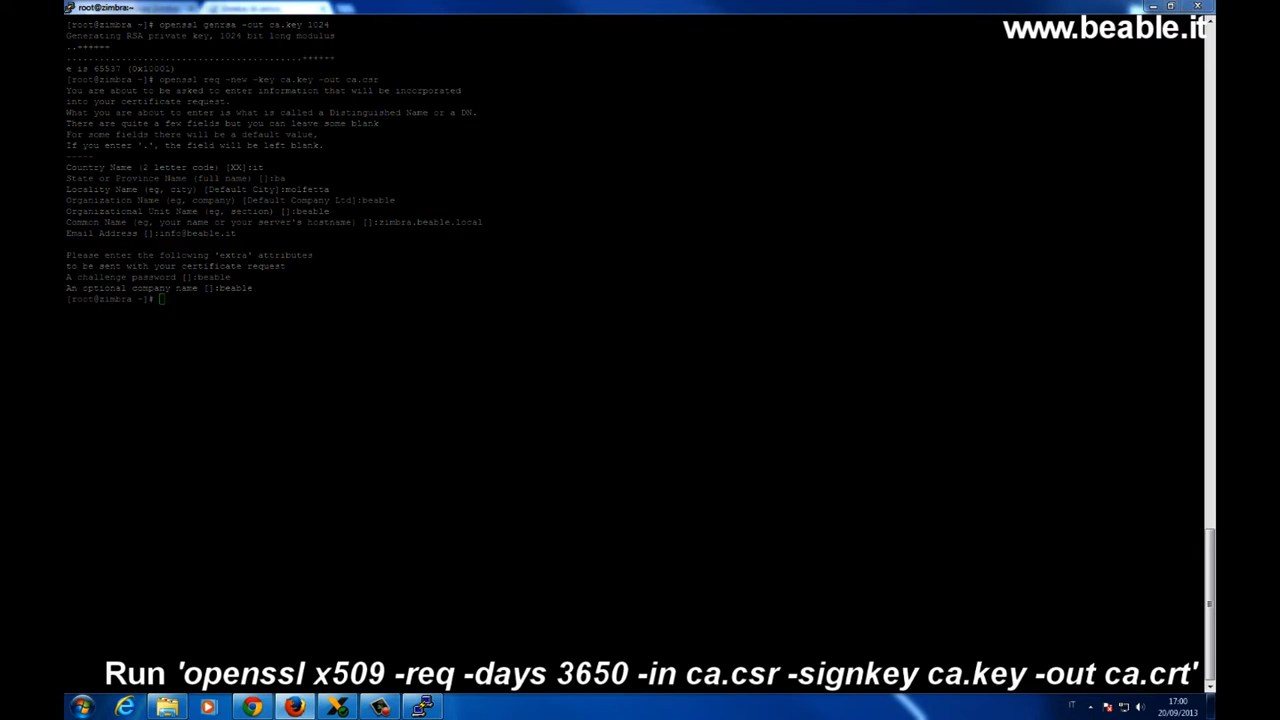 root@zimbra:~
www.beable.it
[root@zimbra ~]# openssl genrsa -out ca.key 1024
Generating RSA private key, 1024 bit long modulus
..++++++
.........................................++++++
e is 65537 (0x10001)
[root@zimbra ~]# openssl req -new -key ca.key -out ca.csr
You are about to be asked to enter information that will be incorporated
into your certificate request.
What you are about to enter is what is called a Distinguished Name or a DN.
There are quite a few fields but you can leave some blank
For some fields there will be a default value,
If you enter '.', the field will be left blank.
-----
Country Name (2 letter code) [XX]:it
State or Province Name (full name) []:ba
Locality Name (eg, city) [Default City]:molfetta
Organization Name (eg, company) [Default Company Ltd]:beable
Organizational Unit Name (eg, section) []:beable
Common Name (eg, your name or your server's hostname) []:zimbra.beable.local
Email Address []:info@beable.it
Please enter the following 'extra' attributes
to be sent with your certificate request
A challenge password []:beable
An optional company name []:beable
[root@zimbra ~]#
Run 'openssl x509 -req -days 3650 -in ca.csr -signkey ca.key -out ca.crt'
IT
17:00
20/09/2013